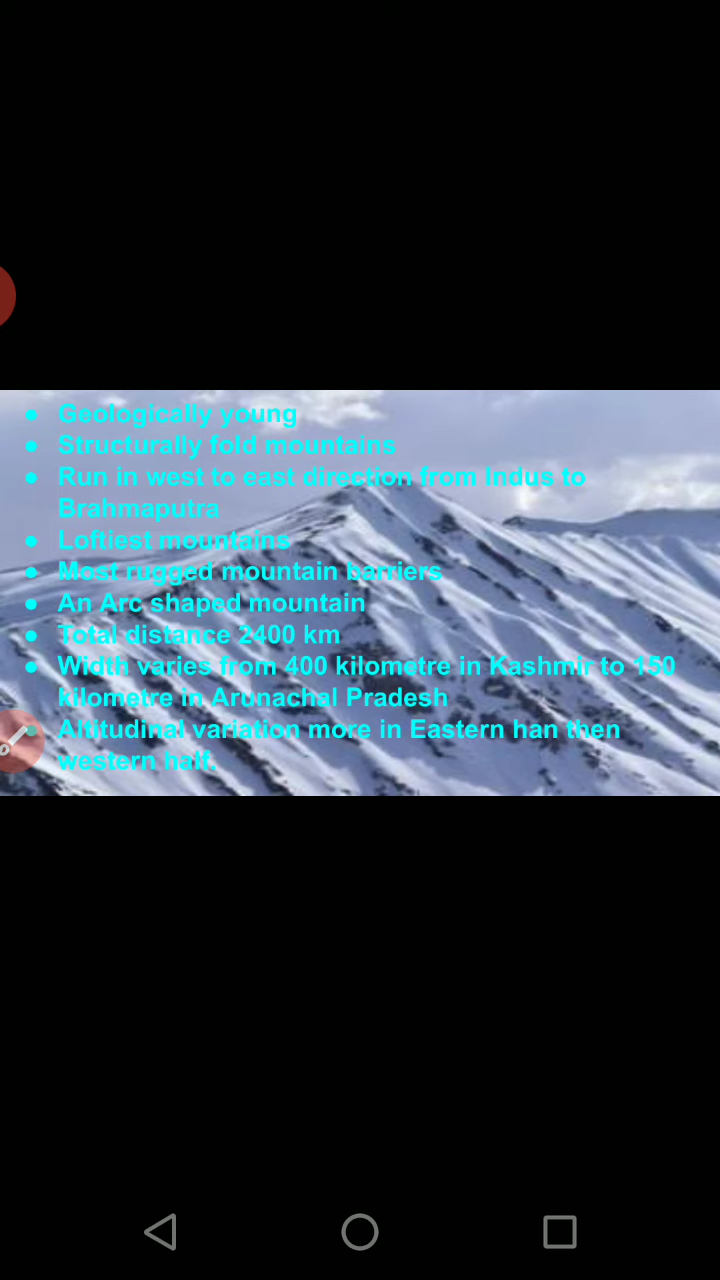 ● Geologically young
● Structurally fold mountains
● Run in west to east direction from Indus to
Brahmaputra
● Loftiest mountains
● Most rugged mountain barriers
● An Arc shaped mountain
● Total distance 2400 km
● Width varies from 400 kilometre in Kashmir to 150
kilometre in Arunachal Pradesh
● Altitudinal variation more in Eastern han then
western half.